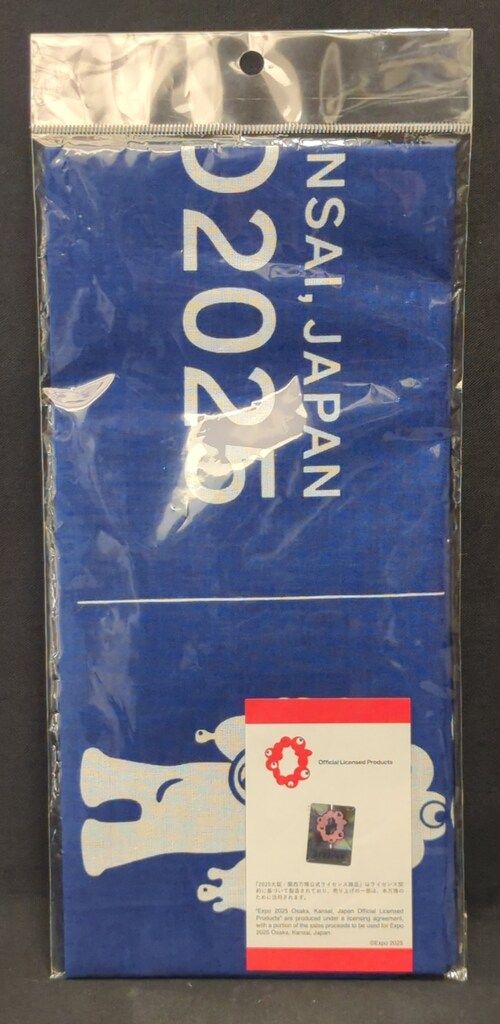 NSAI, JAPAN
O2025
Official Licensed Products
「2025大阪・関西万博公式ライセンス商品」はライセンス契
約に基づいて製造されており、売り上げの一部は、本万博の
ために活用されます。
"Expo 2025 Osaka, Kansai, Japan Official Licensed
Products" are produced under a licensing agreement,
with a portion of the sales proceeds to be used for Expo
2025 Osaka, Kansai, Japan.
©Expo 2025